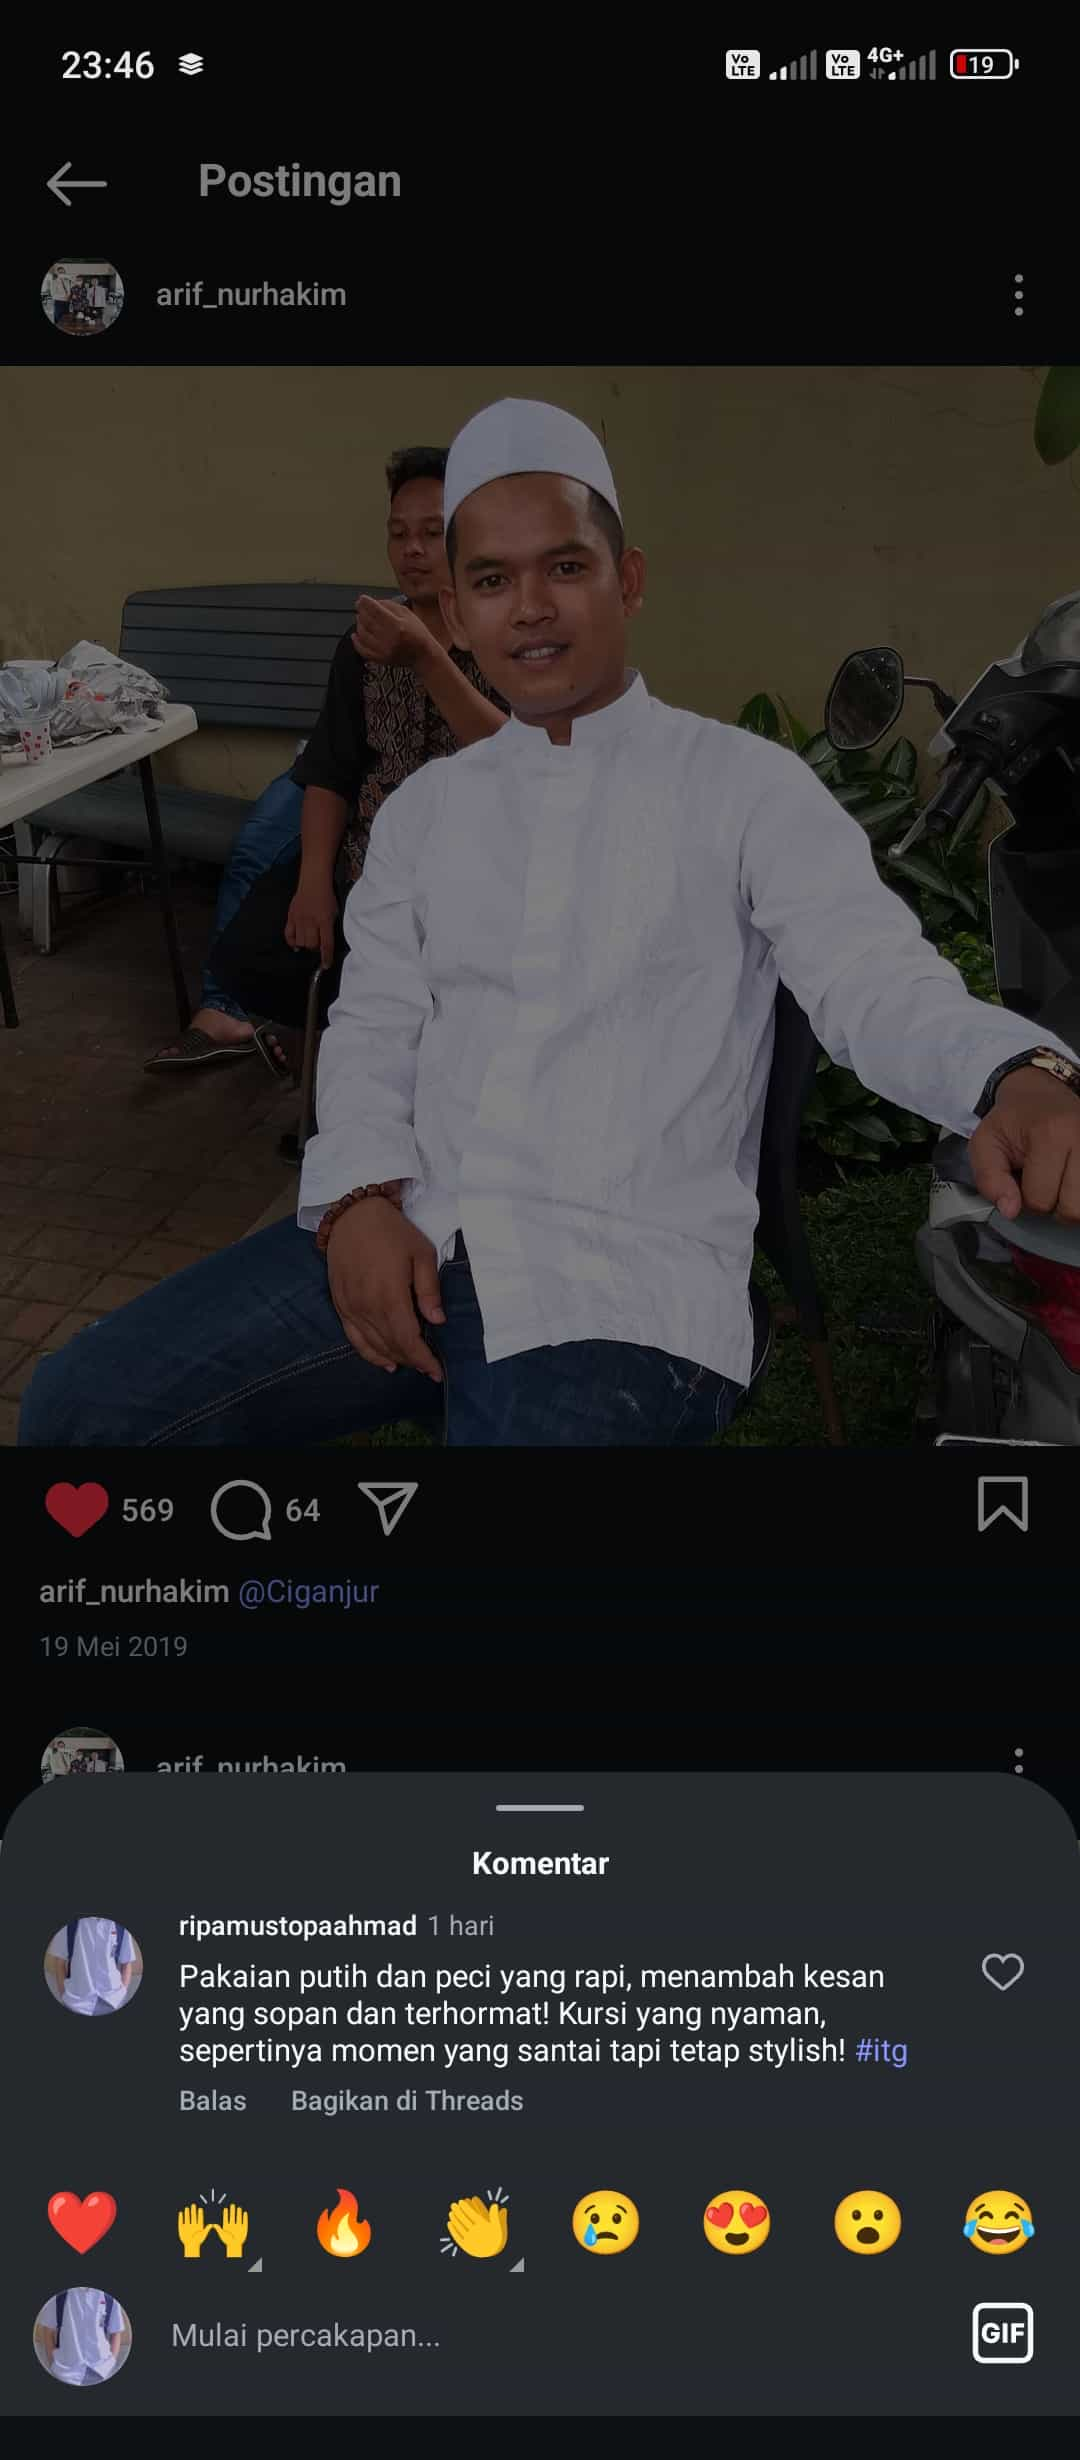 23:46
Vo LTE Vo LTE 4G+ 19
Postingan
arif_nurhakim
569 64
arif_nurhakim @Ciganjur
19 Mei 2019
arif_nurhakim
Komentar
ripamustopaahmad 1 hari
Pakaian putih dan peci yang rapi, menambah kesan
yang sopan dan terhormat! Kursi yang nyaman,
sepertinya momen yang santai tapi tetap stylish! #itg
Balas Bagikan di Threads
Mulai percakapan...
GIF